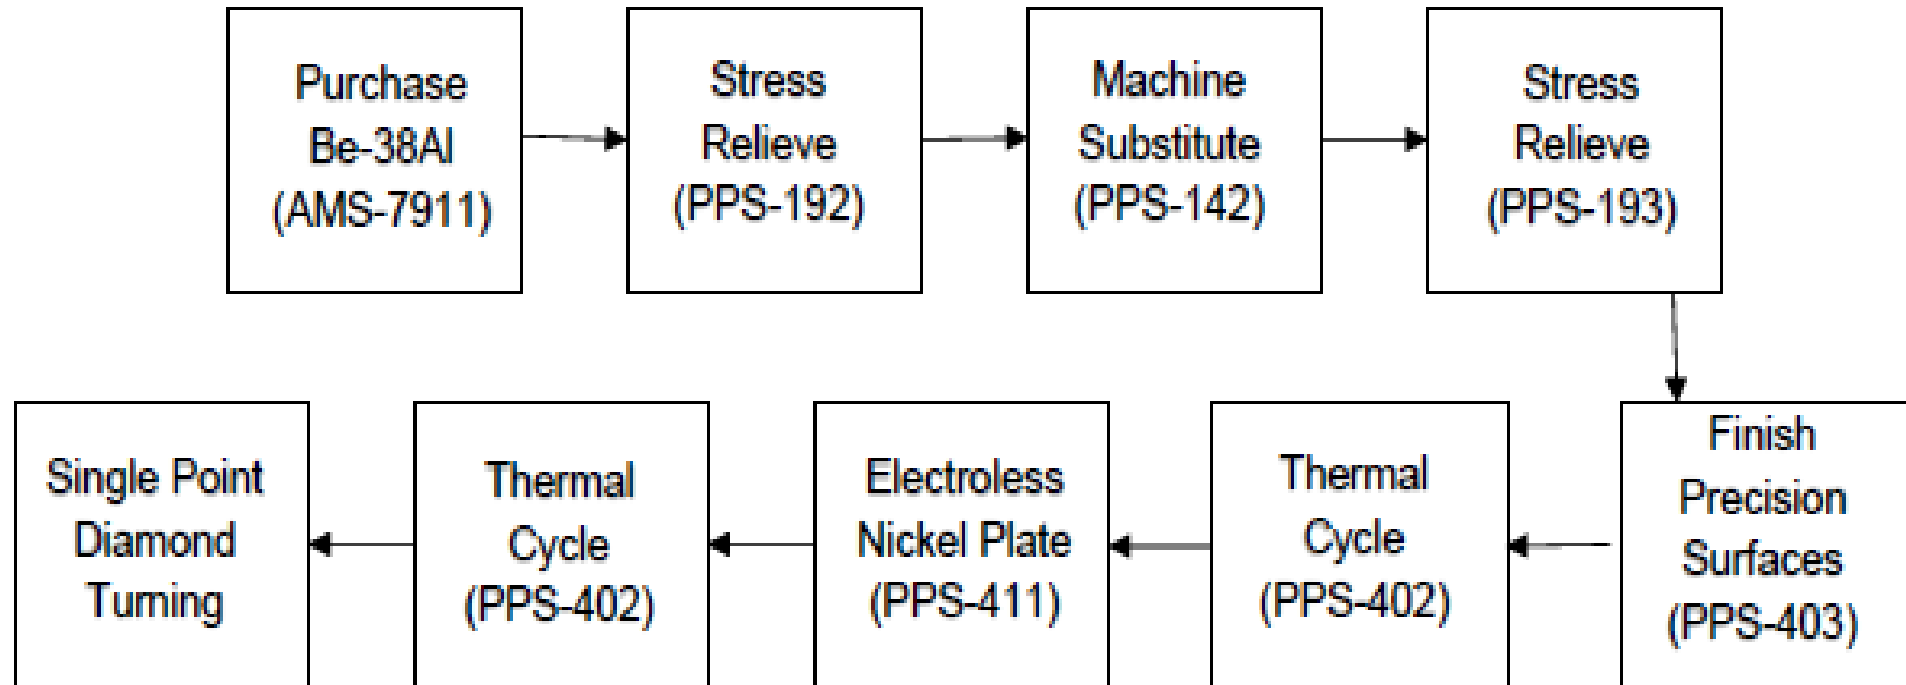 Purchase
Be-38Al
(AMS-7911)
Stress
Relieve
(PPS-192)
Machine
Substitute
(PPS-142)
Stress
Relieve
(PPS-193)
Finish
Precision
Surfaces
(PPS-403)
Thermal
Cycle
(PPS-402)
Electroless
Nickel Plate
(PPS-411)
Thermal
Cycle
(PPS-402)
Single Point
Diamond
Turning